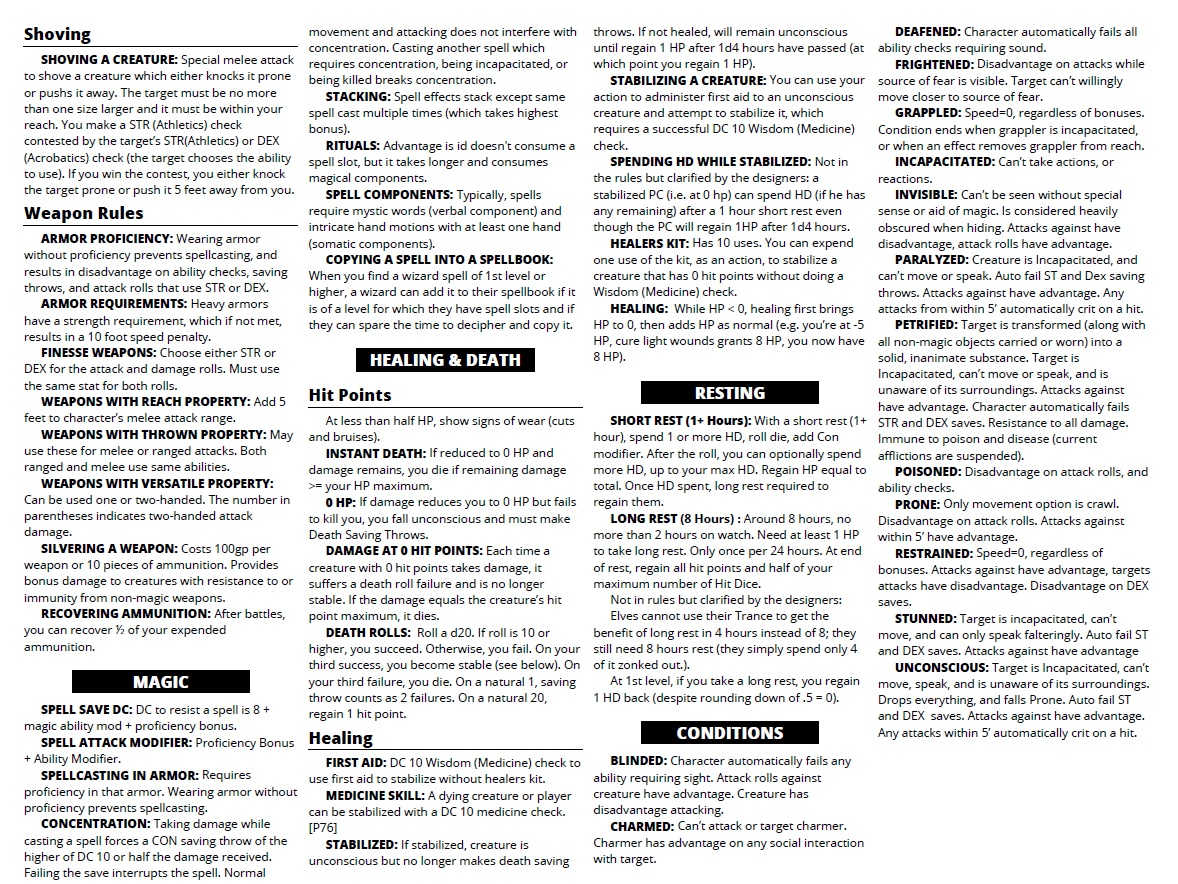 Shoving
SHOVING A CREATURE: Special melee attack
to shove a creature which either knocks it prone
or pushs it away. The target must be no more
than one size larger and it must be within your
reach. You make a STR (Athletics) check
contested by the target's STR(Athletics) or DEX
(Acrobatics) check (the target chooses the ability
to use). If you win the contest, you either knock
the target prone or push it 5 feet away from you.
Weapon Rules
ARMOR PROFICIENCY: Wearing armor
without proficiency prevents spellcasting, and
results in disadvantage on ability checks, saving
throws, and attack rolls that use STR or DEX.
ARMOR REQUIREMENTS: Heavy armors
have a strength requirement, which if not met,
results in a 10 foot speed penalty.
FINESSE WEAPONS: Choose either STR or
DEX for the attack and damage rolls. Must use
the same stat for both rolls.
WEAPONS WITH REACH PROPERTY: Add 5
feet to character's melee attack range.
WEAPONS WITH THROWN PROPERTY: May
use these for melee or ranged attacks. Both
ranged and melee use same abilities.
WEAPONS WITH VERSATILE PROPERTY:
Can be used one or two-handed. The number in
parentheses indicates two-handed attack
damage.
SILVERING A WEAPON: Costs 100gp per
weapon or 10 pieces of ammunition. Provides
bonus damage to creatures with resistance to or
immunity from non-magic weapons.
RECOVERING AMMUNITION: After battles,
you can recover ½ of your expended
ammunition.
MAGIC
SPELL SAVE DC: DC to resist a spell is 8 +
magic ability mod + proficiency bonus.
SPELL ATTACK MODIFIER: Proficiency Bonus
+ Ability Modifier.
SPELLCASTING IN ARMOR: Requires
proficiency in that armor. Wearing armor without
proficiency prevents spellcasting.
CONCENTRATION: Taking damage while
casting a spell forces a CON saving throw of the
higher of DC 10 or half the damage received.
Failing the save interrupts the spell. Normal
movement and attacking does not interfere with
concentration. Casting another spell which
requires concentration, being incapacitated, or
being killed breaks concentration.
STACKING: Spell effects stack except same
spell cast multiple times (which takes highest
bonus).
RITUALS: Advantage is id doesn't consume a
spell slot, but it takes longer and consumes
magical components.
SPELL COMPONENTS: Typically, spells
require mystic words (verbal component) and
intricate hand motions with at least one hand
(somatic components).
COPYING A SPELL INTO A SPELLBOOK:
When you find a wizard spell of 1st level or
higher, a wizard can add it to their spellbook if it
is of a level for which they have spell slots and if
they can spare the time to decipher and copy it.
HEALING & DEATH
Hit Points
At less than half HP, show signs of wear (cuts
and bruises).
INSTANT DEATH: If reduced to 0 HP and
damage remains, you die if remaining damage
>= your HP maximum.
0 HP: If damage reduces you to 0 HP but fails
to kill you, you fall unconscious and must make
Death Saving Throws.
DAMAGE AT 0 HIT POINTS: Each time a
creature with 0 hit points takes damage, it
suffers a death roll failure and is no longer
stable. If the damage equals the creature's hit
point maximum, it dies.
DEATH ROLLS: Roll a d20. If roll is 10 or
higher, you succeed. Otherwise, you fail. On your
third success, you become stable (see below). On
your third failure, you die. On a natural 1, saving
throw counts as 2 failures. On a natural 20,
regain 1 hit point.
Healing
FIRST AID: DC 10 Wisdom (Medicine) check to
use first aid to stabilize without healers kit.
MEDICINE SKILL: A dying creature or player
can be stabilized with a DC 10 medicine check.
[P76]
STABILIZED: If stabilized, creature is
unconscious but no longer makes death saving
throws. If not healed, will remain unconscious
until regain 1 HP after 1d4 hours have passed (at
which point you regain 1 HP).
STABILIZING A CREATURE: You can use your
action to administer first aid to an unconscious
creature and attempt to stabilize it, which
requires a successful DC 10 Wisdom (Medicine)
check.
SPENDING HD WHILE STABILIZED: Not in
the rules but clarified by the designers: a
stabilized PC (i.e. at 0 hp) can spend HD (if he has
any remaining) after a 1 hour short rest even
though the PC will regain 1HP after 1d4 hours.
HEALERS KIT: Has 10 uses. You can expend
one use of the kit, as an action, to stabilize a
creature that has 0 hit points without doing a
Wisdom (Medicine) check.
HEALING: While HP < 0, healing first brings
HP to 0, then adds HP as normal (e.g. you're at -5
HP, cure light wounds grants 8 HP, you now have
8 HP).
RESTING
SHORT REST (1+ Hours): With a short rest (1+
hour), spend 1 or more HD, roll die, add Con
modifier. After the roll, you can optionally spend
more HD, up to your max HD. Regain HP equal to
total. Once HD spent, long rest required to
regain them.
LONG REST (8 Hours) : Around 8 hours, no
more than 2 hours on watch. Need at least 1 HP
to take long rest. Only once per 24 hours. At end
of rest, regain all hit points and half of your
maximum number of Hit Dice.
Not in rules but clarified by the designers:
Elves cannot use their Trance to get the
benefit of long rest in 4 hours instead of 8; they
still need 8 hours rest (they simply spend only 4
of it zonked out.).
At 1st level, if you take a long rest, you regain
1 HD back (despite rounding down of .5 = 0).
CONDITIONS
BLINDED: Character automatically fails any
ability requiring sight. Attack rolls against
creature have advantage. Creature has
disadvantage attacking.
CHARMED: Can't attack or target charmer.
Charmer has advantage on any social interaction
with target.
DEAFENED: Character automatically fails all
ability checks requiring sound.
FRIGHTENED: Disadvantage on attacks while
source of fear is visible. Target can't willingly
move closer to source of fear.
GRAPPLED: Speed=0, regardless of bonuses.
Condition ends when grappler is incapacitated,
or when an effect removes grappler from reach.
INCAPACITATED: Can't take actions, or
reactions.
INVISIBLE: Can't be seen without special
sense or aid of magic. Is considered heavily
obscured when hiding. Attacks against have
disadvantage, attack rolls have advantage.
PARALYZED: Creature is Incapacitated, and
can't move or speak. Auto fail ST and Dex saving
throws. Attacks against have advantage. Any
attacks from within 5' automatically crit on a hit.
PETRIFIED: Target is transformed (along with
all non-magic objects carried or worn) into a
solid, inanimate substance. Target is
Incapacitated, can't move or speak, and is
unaware of its surroundings. Attacks against
have advantage. Character automatically fails
STR and DEX saves. Resistance to all damage.
Immune to poison and disease (current
afflictions are suspended).
POISONED: Disadvantage on attack rolls, and
ability checks.
PRONE: Only movement option is crawl.
Disadvantage on attack rolls. Attacks against
within 5' have advantage.
RESTRAINED: Speed=0, regardless of
bonuses. Attacks against have advantage, targets
attacks have disadvantage. Disadvantage on DEX
saves.
STUNNED: Target is incapacitated, can't
move, and can only speak falteringly. Auto fail ST
and DEX saves. Attacks against have advantage
UNCONSCIOUS: Target is Incapacitated, can't
move, speak, and is unaware of its surroundings.
Drops everything, and falls Prone. Auto fail ST
and DEX saves. Attacks against have advantage.
Any attacks within 5' automatically crit on a hit.